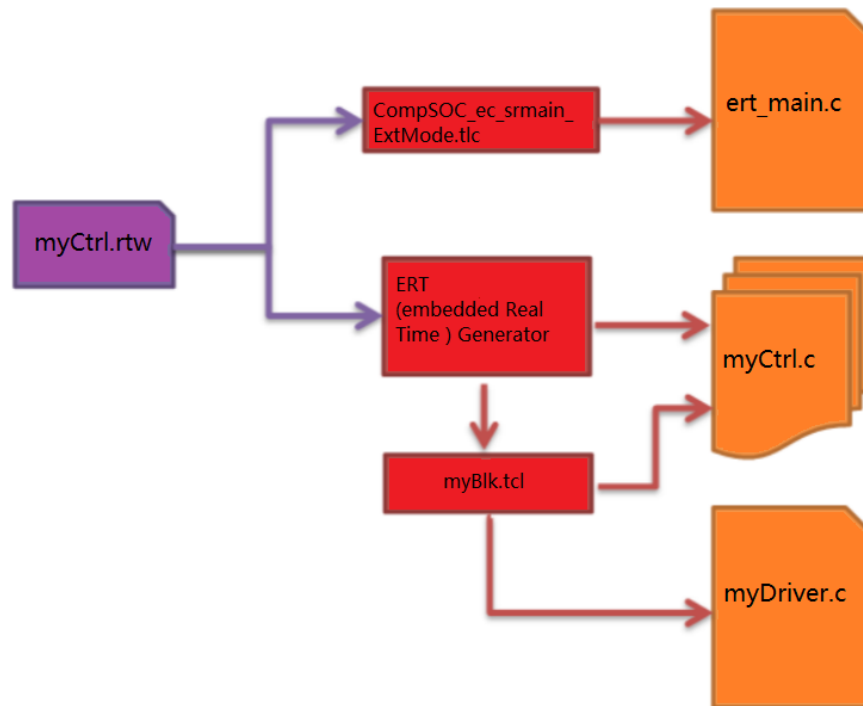 CompSOC_ec_srmain_
ExtMode.tlc
ert_main.c
myCtrl.rtw
ERT
(embedded Real
Time ) Generator
myCtrl.c
myBlk.tcl
myDriver.c